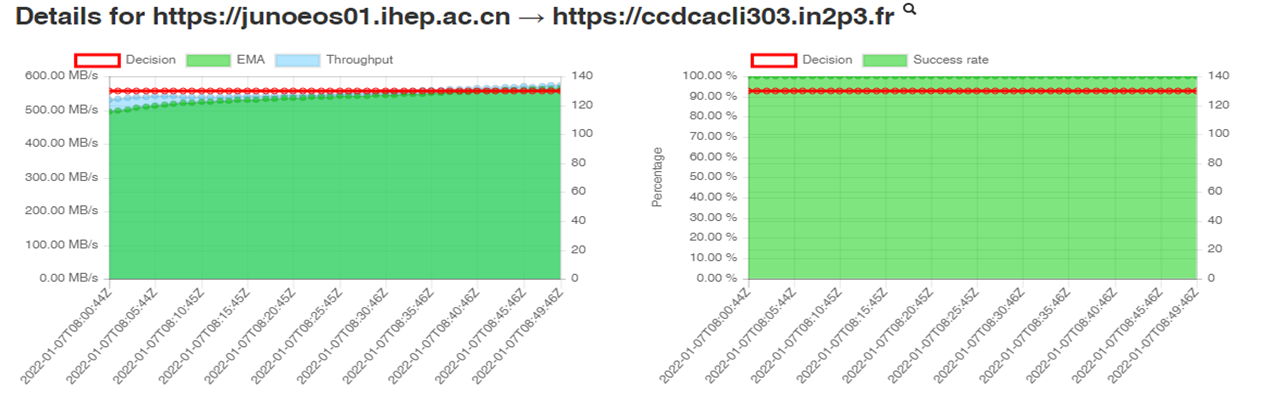 Details for https://junoeos01.ihep.ac.cn → https://ccdcacli303.in2p3.fr
Decision EMA Throughput
600.00 MB/s
500.00 MB/s
400.00 MB/s
300.00 MB/s
200.00 MB/s
100.00 MB/s
0.00 MB/s
140
120
100
80
60
40
20
0
2022-01-07T08:00:44Z
2022-01-07T08:05:44Z
2022-01-07T08:10:45Z
2022-01-07T08:15:45Z
2022-01-07T08:20:45Z
2022-01-07T08:25:45Z
2022-01-07T08:30:46Z
2022-01-07T08:35:46Z
2022-01-07T08:40:46Z
2022-01-07T08:45:46Z
2022-01-07T08:49:46Z
Decision Success rate
Percentage
100.00 %
90.00 %
80.00 %
70.00 %
60.00 %
50.00 %
40.00 %
30.00 %
20.00 %
10.00 %
0.00 %
140
120
100
80
60
40
20
0
2022-01-07T08:00:44Z
2022-01-07T08:05:44Z
2022-01-07T08:10:45Z
2022-01-07T08:15:45Z
2022-01-07T08:20:45Z
2022-01-07T08:25:45Z
2022-01-07T08:30:46Z
2022-01-07T08:35:46Z
2022-01-07T08:40:46Z
2022-01-07T08:45:46Z
2022-01-07T08:49:46Z